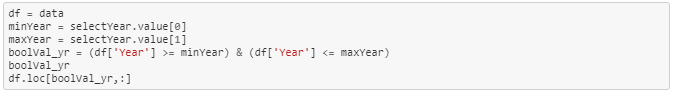 df = data
minYear = selectYear.value[0]
maxYear = selectYear.value[1]
boolVal_yr = (df['Year'] >= minYear) & (df['Year'] <= maxYear)
boolVal_yr
df.loc[boolVal_yr,:]